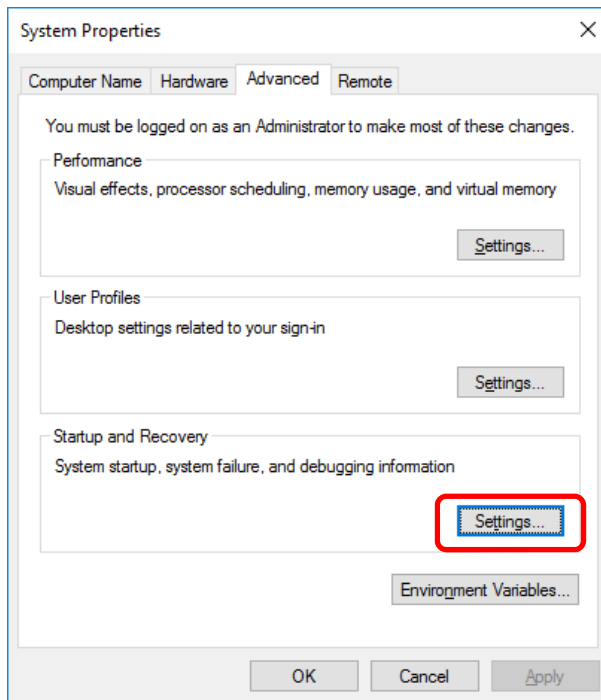 System Properties
Computer Name Hardware Advanced Remote
You must be logged on as an Administrator to make most of these changes.
Performance
Visual effects, processor scheduling, memory usage, and virtual memory
Settings...
User Profiles
Desktop settings related to your sign-in
Settings...
Startup and Recovery
System startup, system failure, and debugging information
Settings...
Environment Variables...
OK Cancel Apply